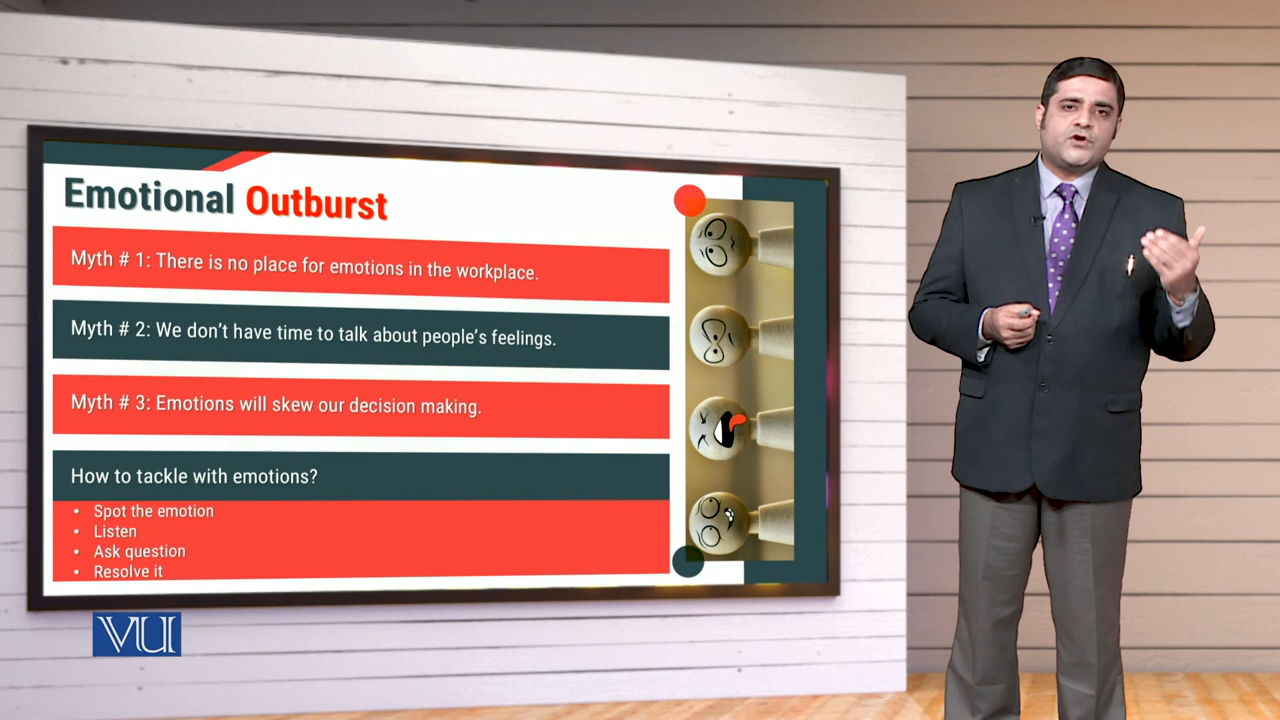 Emotional Outburst
Myth # 1: There is no place for emotions in the workplace.
Myth # 2: We don't have time to talk about people's feelings.
Myth # 3: Emotions will skew our decision making.
How to tackle with emotions?
• Spot the emotion
• Listen
• Ask question
• Resolve it
VU